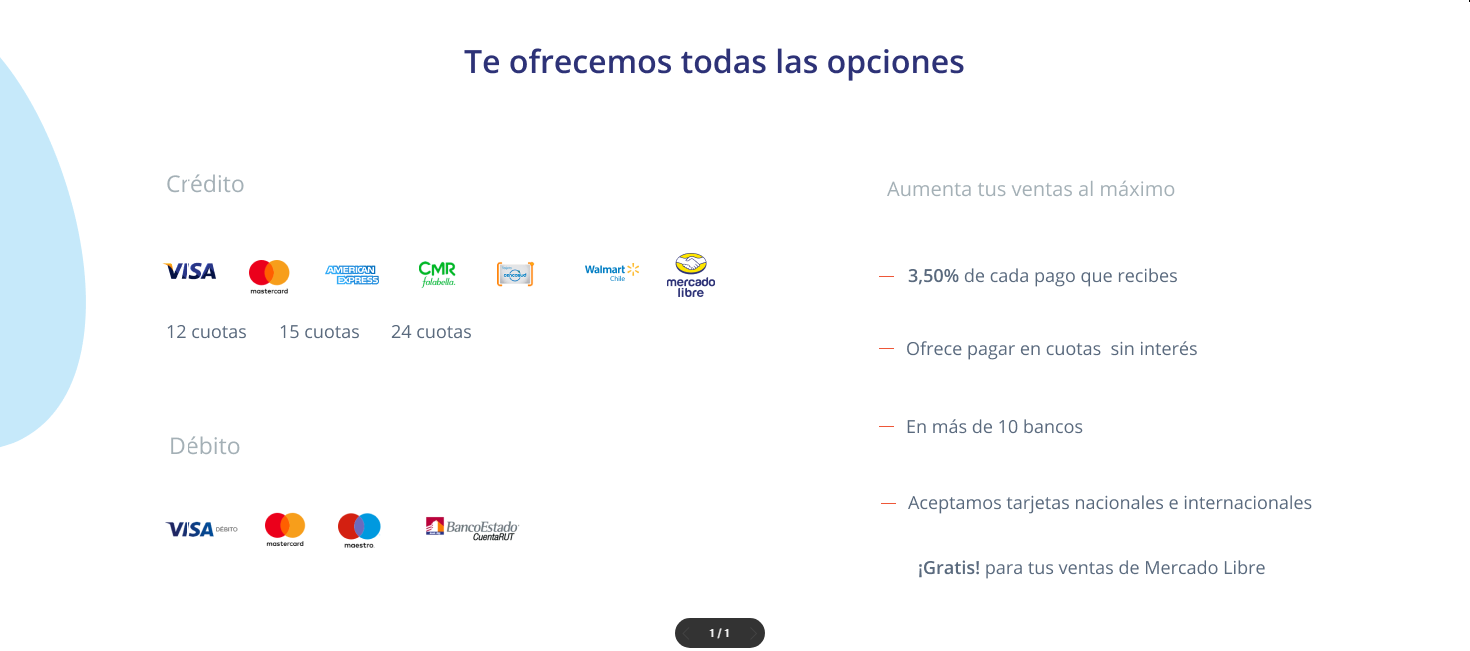 Te ofrecemos todas las opciones
Crédito
VISA
mastercard
AMERICAN
EXPRESS
CMR
falabella.
cencosud
Walmart
Chile
mercado
libre
12 cuotas 15 cuotas 24 cuotas
Débito
VISA DÉBITO
mastercard
maestro
BancoEstado
CuentaRUT
Aumenta tus ventas al máximo
3,50% de cada pago que recibes
Ofrece pagar en cuotas sin interés
En más de 10 bancos
Aceptamos tarjetas nacionales e internacionales
¡Gratis! para tus ventas de Mercado Libre
1 / 1